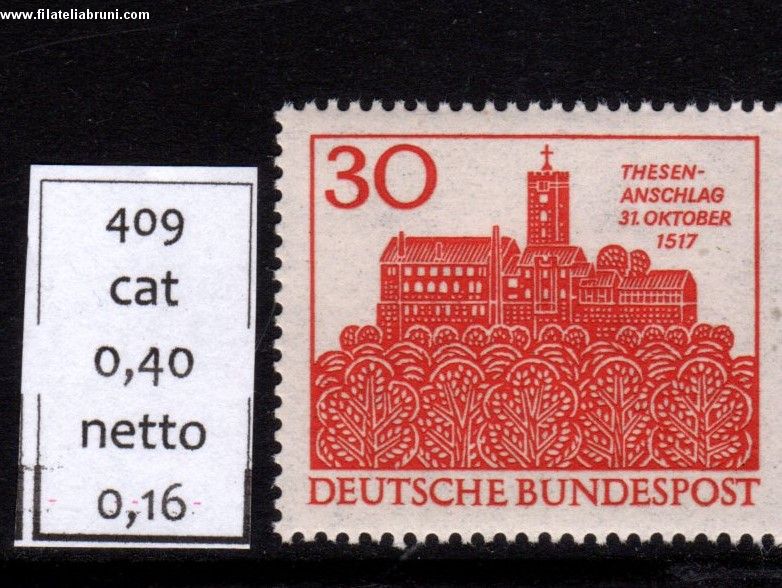 www.filateliabruni.com
409
cat
0,40
netto
0,16
30
THESEN-
ANSCHLAG
31. OKTOBER
1517
DEUTSCHE BUNDESPOST